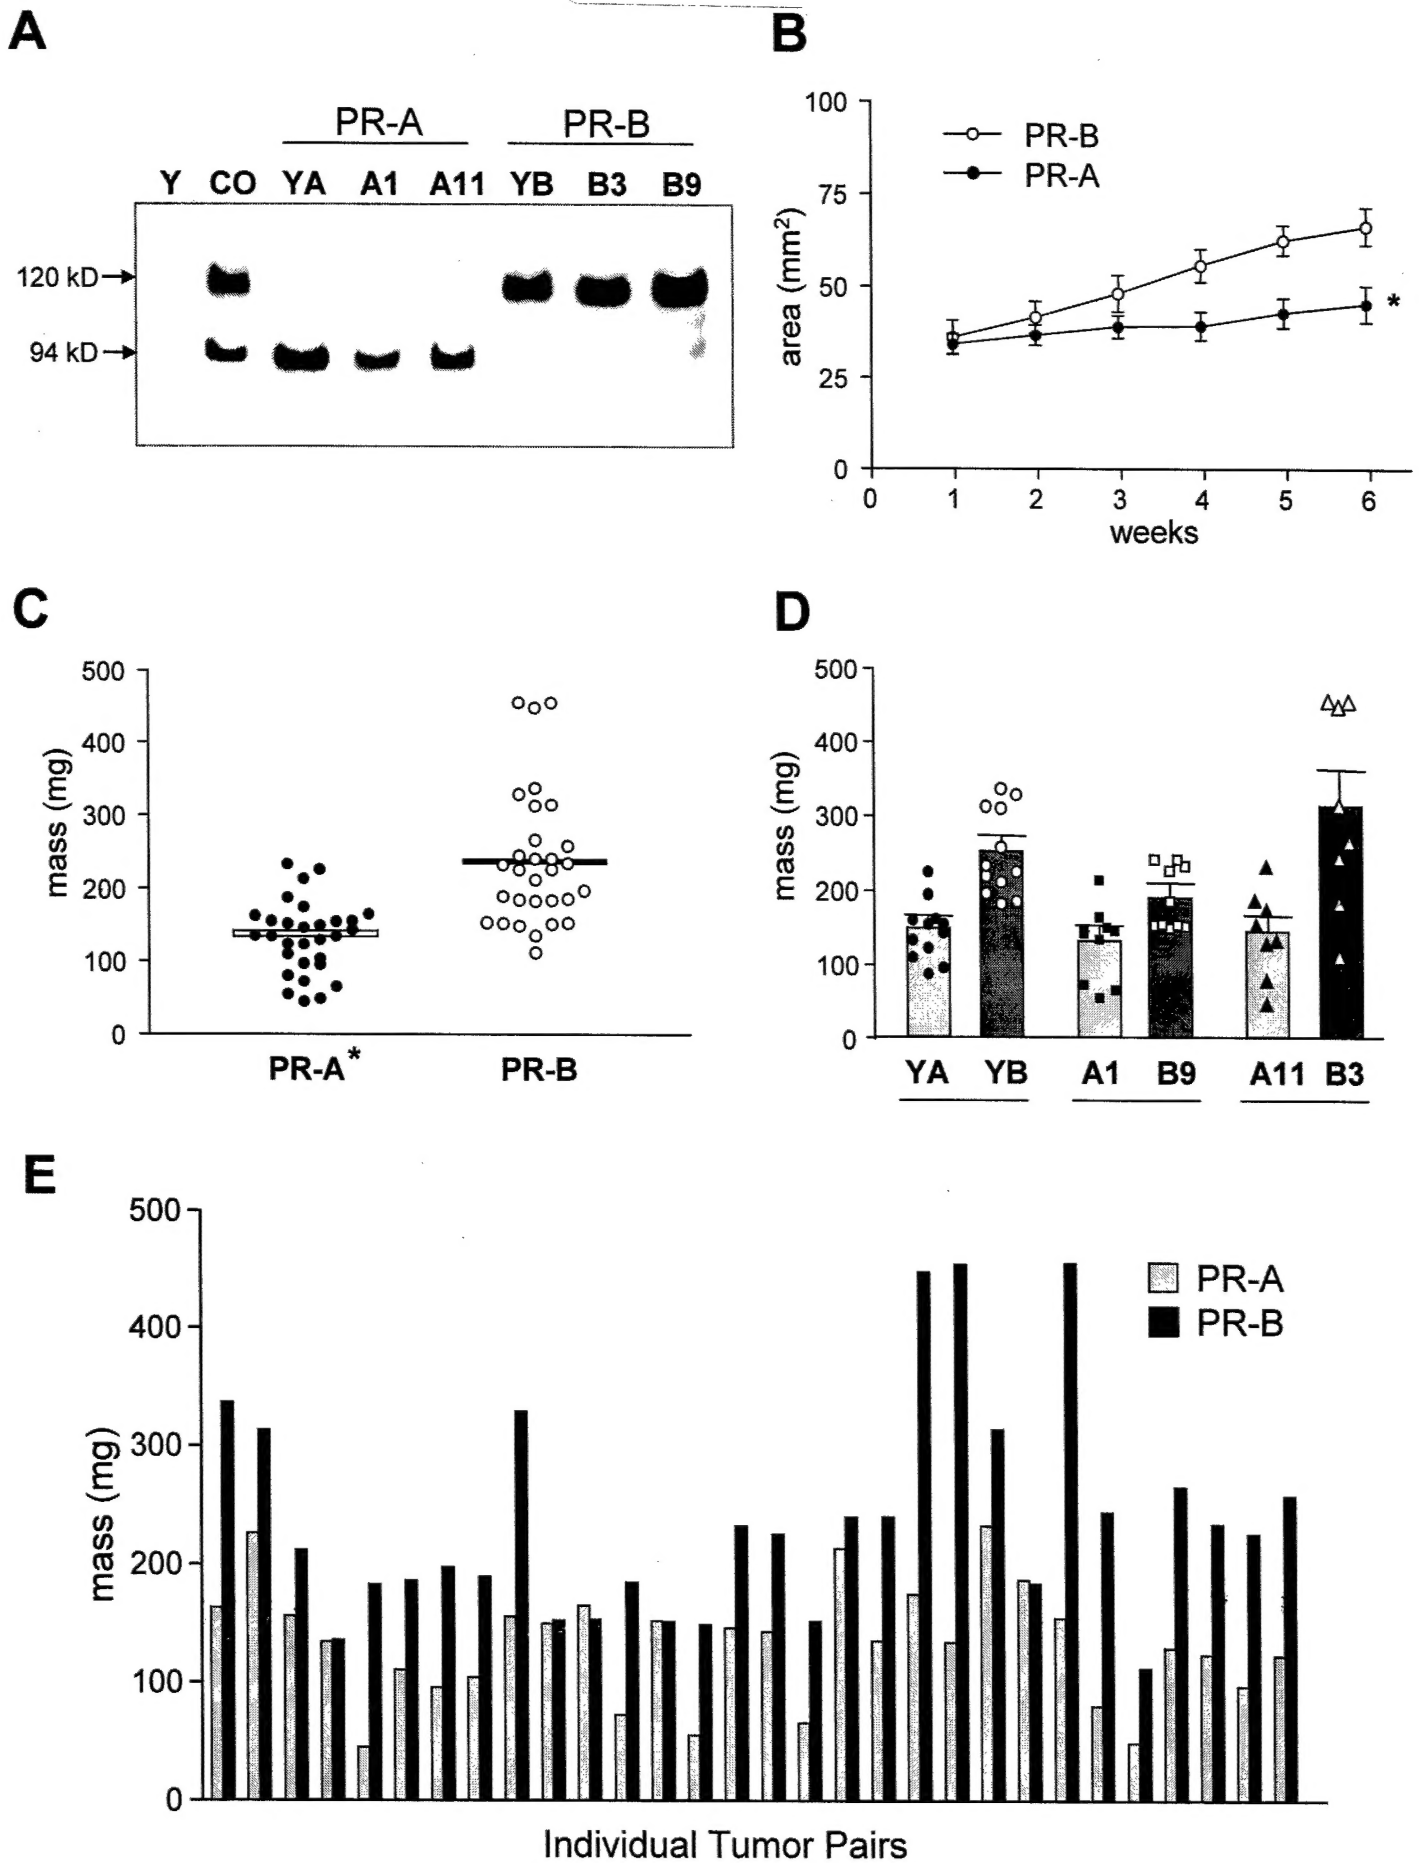 A
PR-A PR-B
Y CO YA A1 A11 YB B3 B9
120 kD
94 kD
B
100
75
50
25
0
area (mm²)
PR-B
PR-A
*
0 1 2 3 4 5 6
weeks
C
500
400
300
200
100
0
mass (mg)
PR-A* PR-B
D
500
400
300
200
100
0
mass (mg)
YA YB A1 B9 A11 B3
E
500
400
300
200
100
0
mass (mg)
PR-A
PR-B
Individual Tumor Pairs